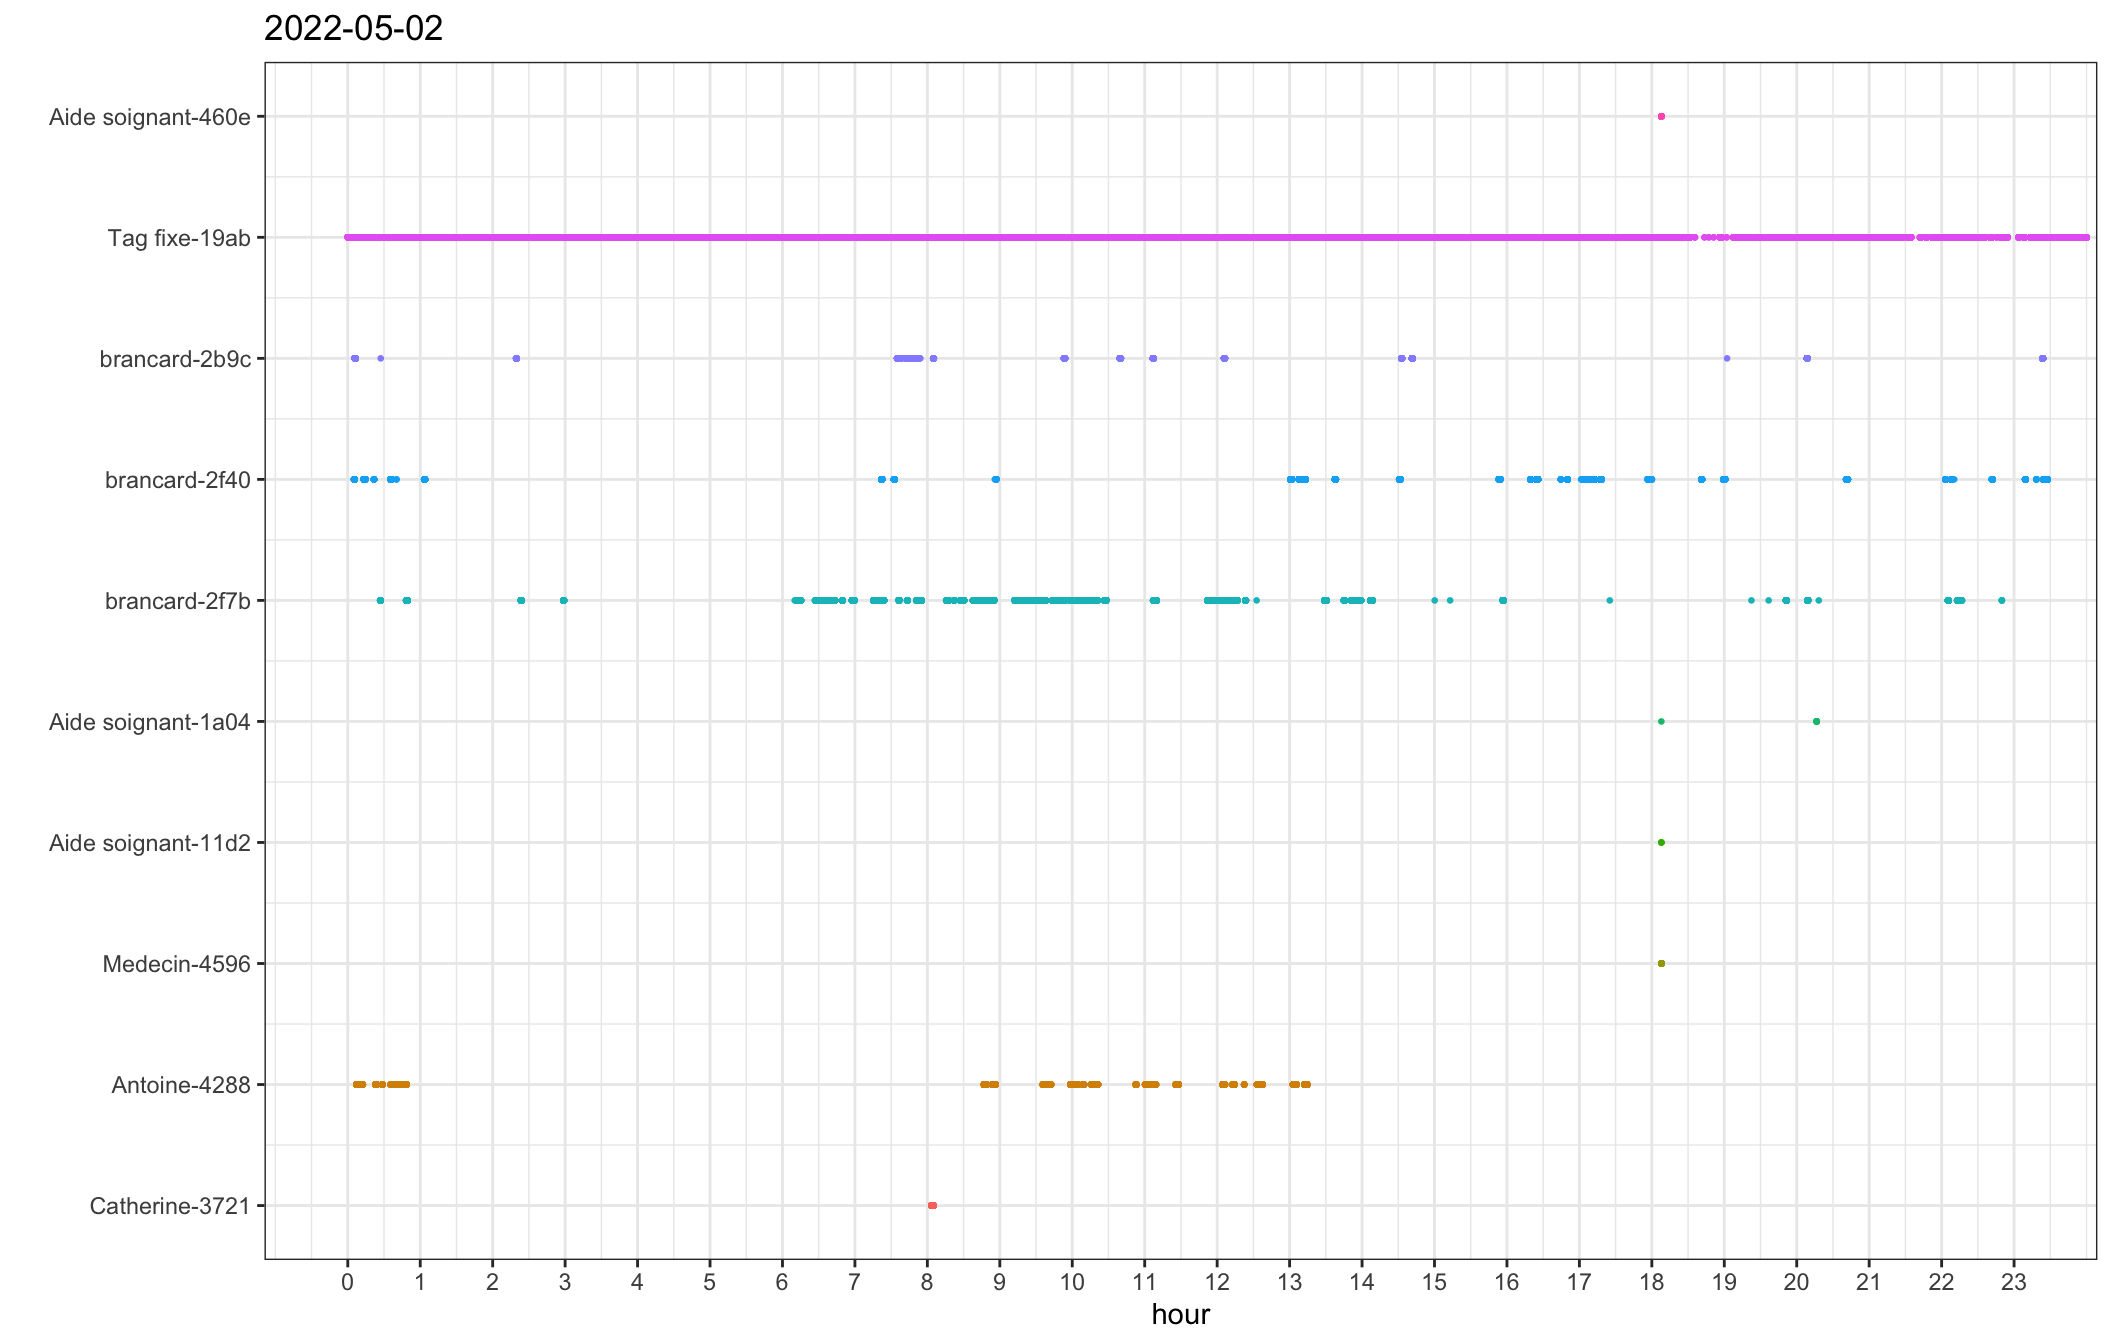 2022-05-02
Aide soignant-460e
Tag fixe-19ab
brancard-2b9c
brancard-2f40
brancard-2f7b
Aide soignant-1a04
Aide soignant-11d2
Medecin-4596
Antoine-4288
Catherine-3721
0 1 2 3 4 5 6 7 8 9 10 11 12 13 14 15 16 17 18 19 20 21 22 23
hour